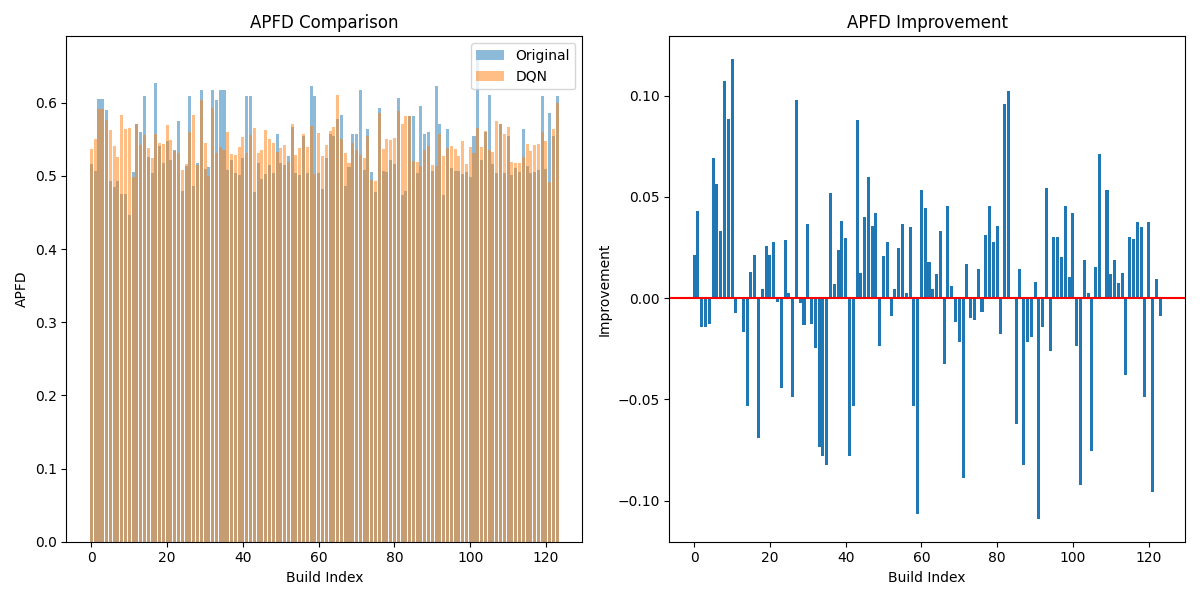 APFD Comparison
APFD
0.6
0.5
0.4
0.3
0.2
0.1
0.0
Original
DQN
0 20 40 60 80 100 120
Build Index
APFD Improvement
Improvement
0.10
0.05
0.00
−0.05
−0.10
0 20 40 60 80 100 120
Build Index